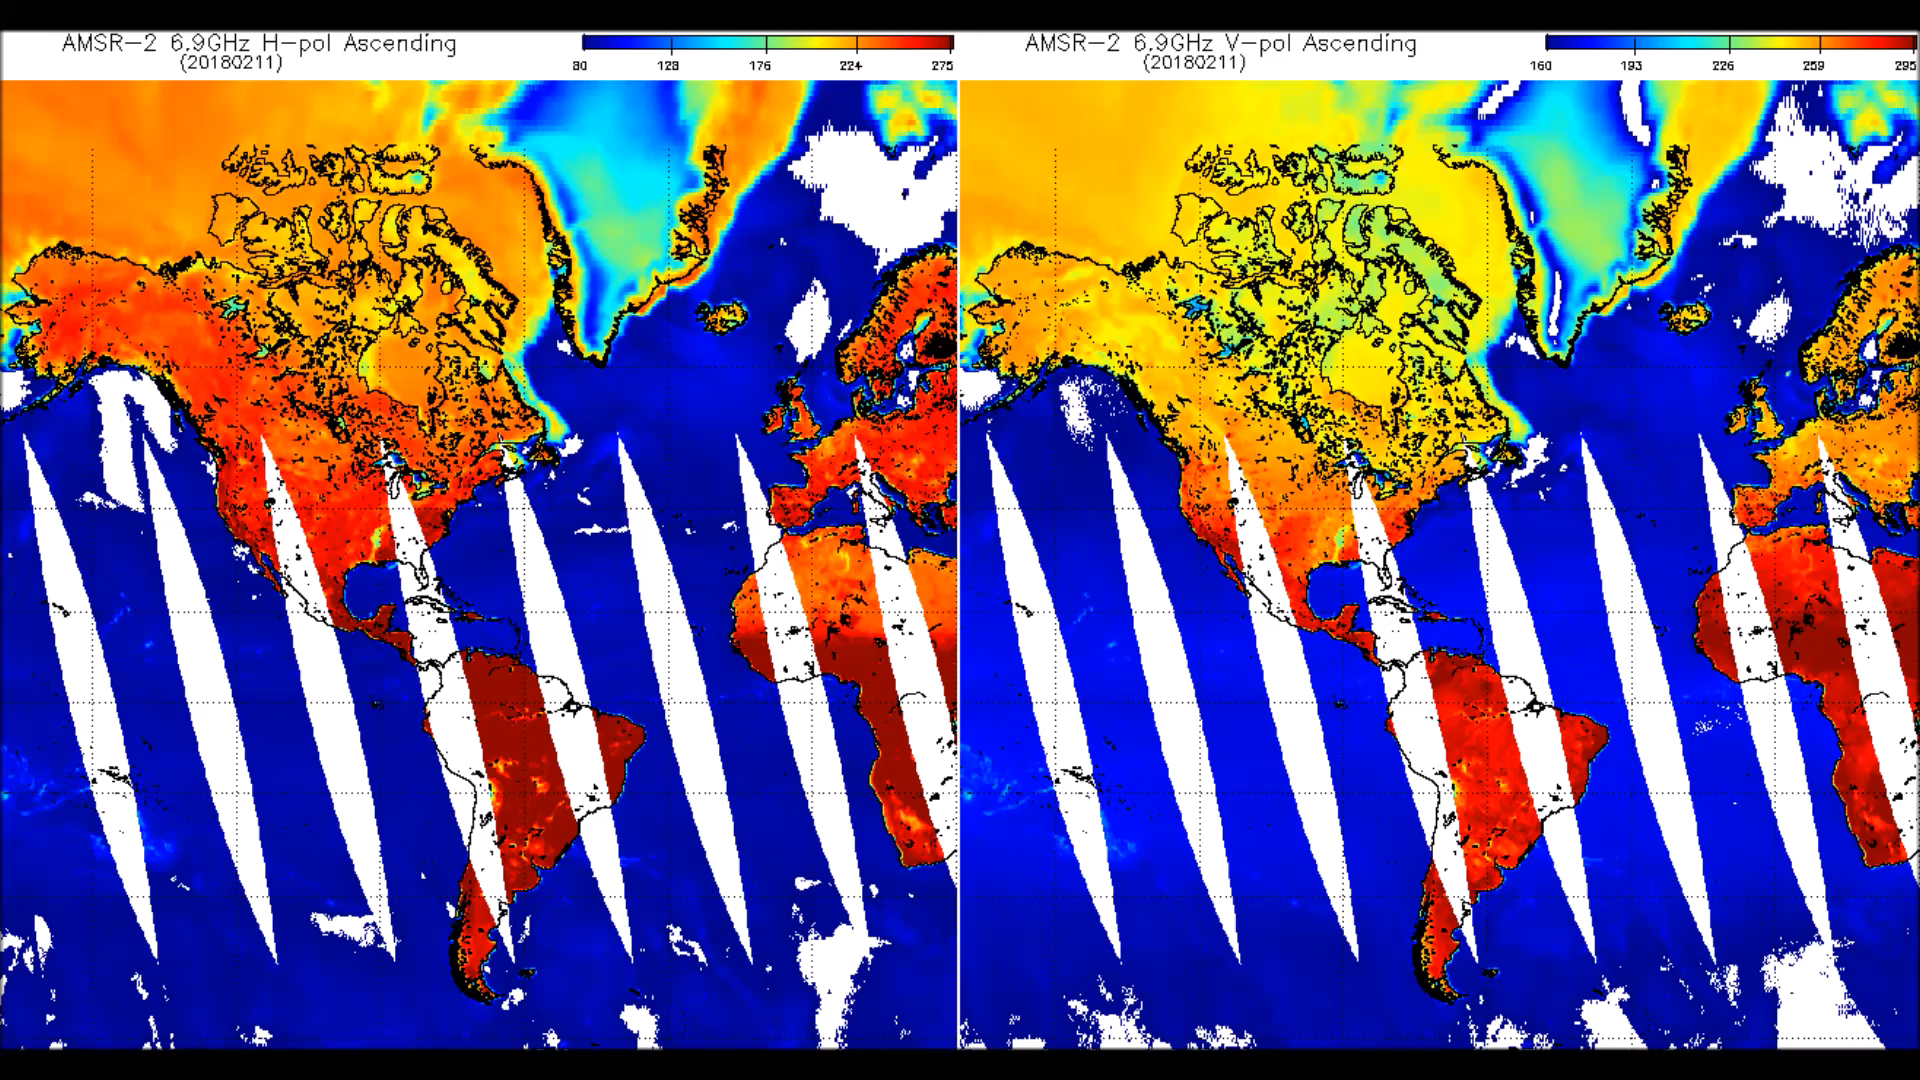 AMSR-2 6.9GHz H-pol Ascending
(20180211)
80 128 176 224 275
AMSR-2 6.9GHz V-pol Ascending
(20180211)
160 193 226 259 295